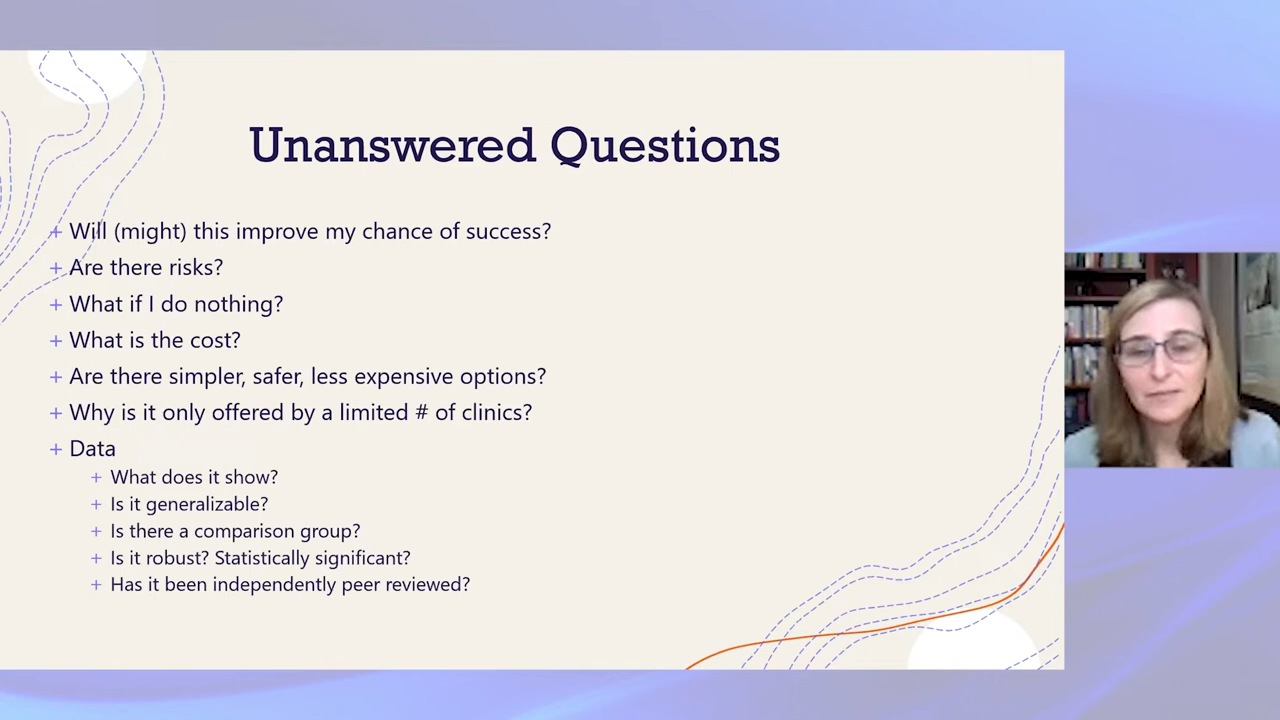 Unanswered Questions
+ Will (might) this improve my chance of success?
+ Are there risks?
+ What if I do nothing?
+ What is the cost?
+ Are there simpler, safer, less expensive options?
+ Why is it only offered by a limited # of clinics?
+ Data
+ What does it show?
+ Is it generalizable?
+ Is there a comparison group?
+ Is it robust? Statistically significant?
+ Has it been independently peer reviewed?